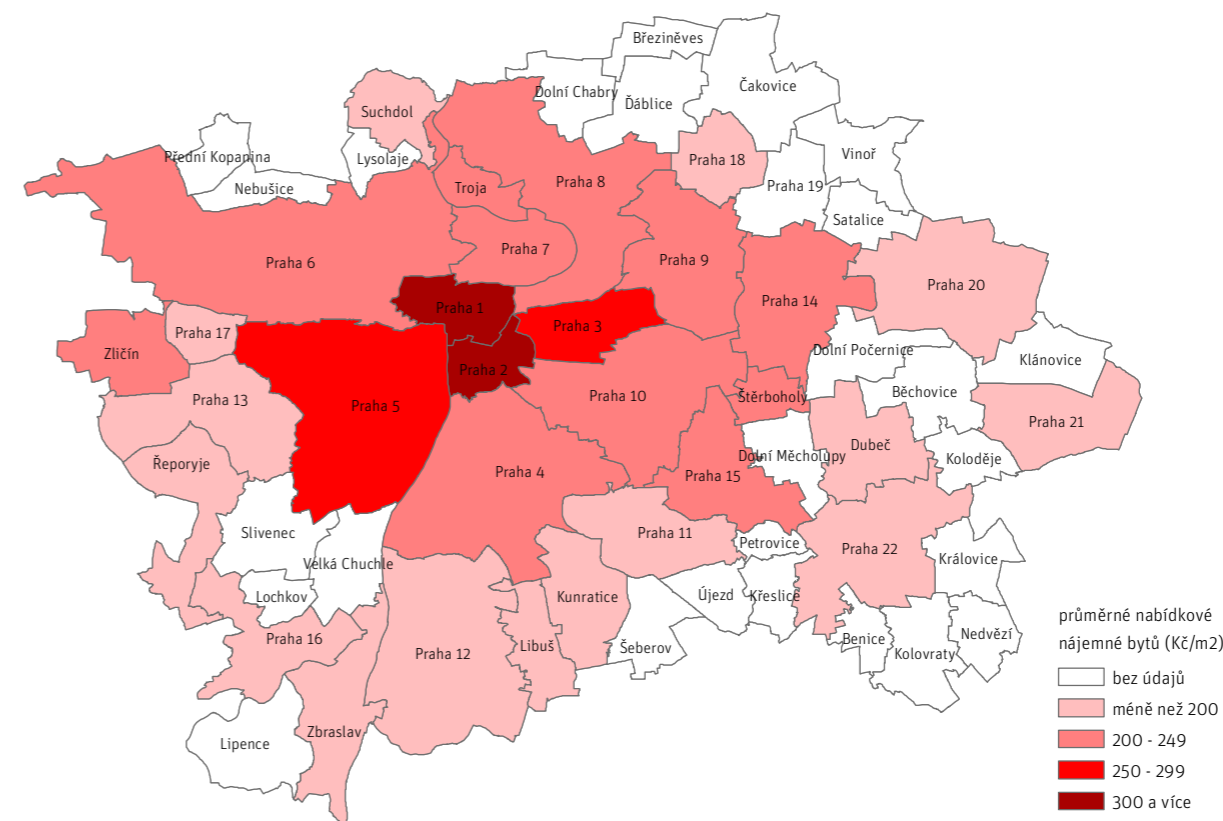 Březiněves
Čakovice
Dolní Chabry
Ďáblice
Suchdol
Přední Kopanina
Lysolaje
Praha 18
Vinoř
Nebušice
Troja
Praha 8
Praha 19
Satalice
Praha 6
Praha 7
Praha 9
Praha 14
Praha 20
Praha 1
Praha 3
Praha 17
Zličín
Praha 2
Dolní Počernice
Klánovice
Praha 13
Praha 5
Praha 10
Štěrboholy
Běchovice
Praha 21
Řeporyje
Praha 4
Praha 15
Dolní Měcholupy
Dubeč
Koloděje
Slivenec
Velká Chuchle
Praha 11
Petrovice
Praha 22
Královice
Lochkov
Kunratice
Újezd
Křeslice
Praha 16
Praha 12
Libuš
Šeberov
Benice
Kolovraty
Nedvězí
Lipence
Zbraslav
průměrné nabídkové
nájemné bytů (Kč/m2)
bez údajů
méně než 200
200 - 249
250 - 299
300 a více